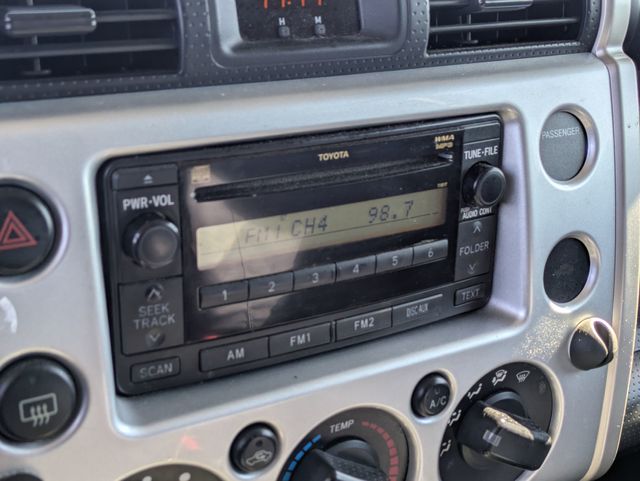 H M
WMA
MP3
TOYOTA
TUNE·FILE
PASSENGER
PWR·VOL
PUSH
AUDIO CONT
FM1 CH4 98.7
FOLDER
1 2 3 4 5 6
SEEK
TRACK
TEXT
AM FM1 FM2 DISC·AUX
SCAN
A/C
TEMP